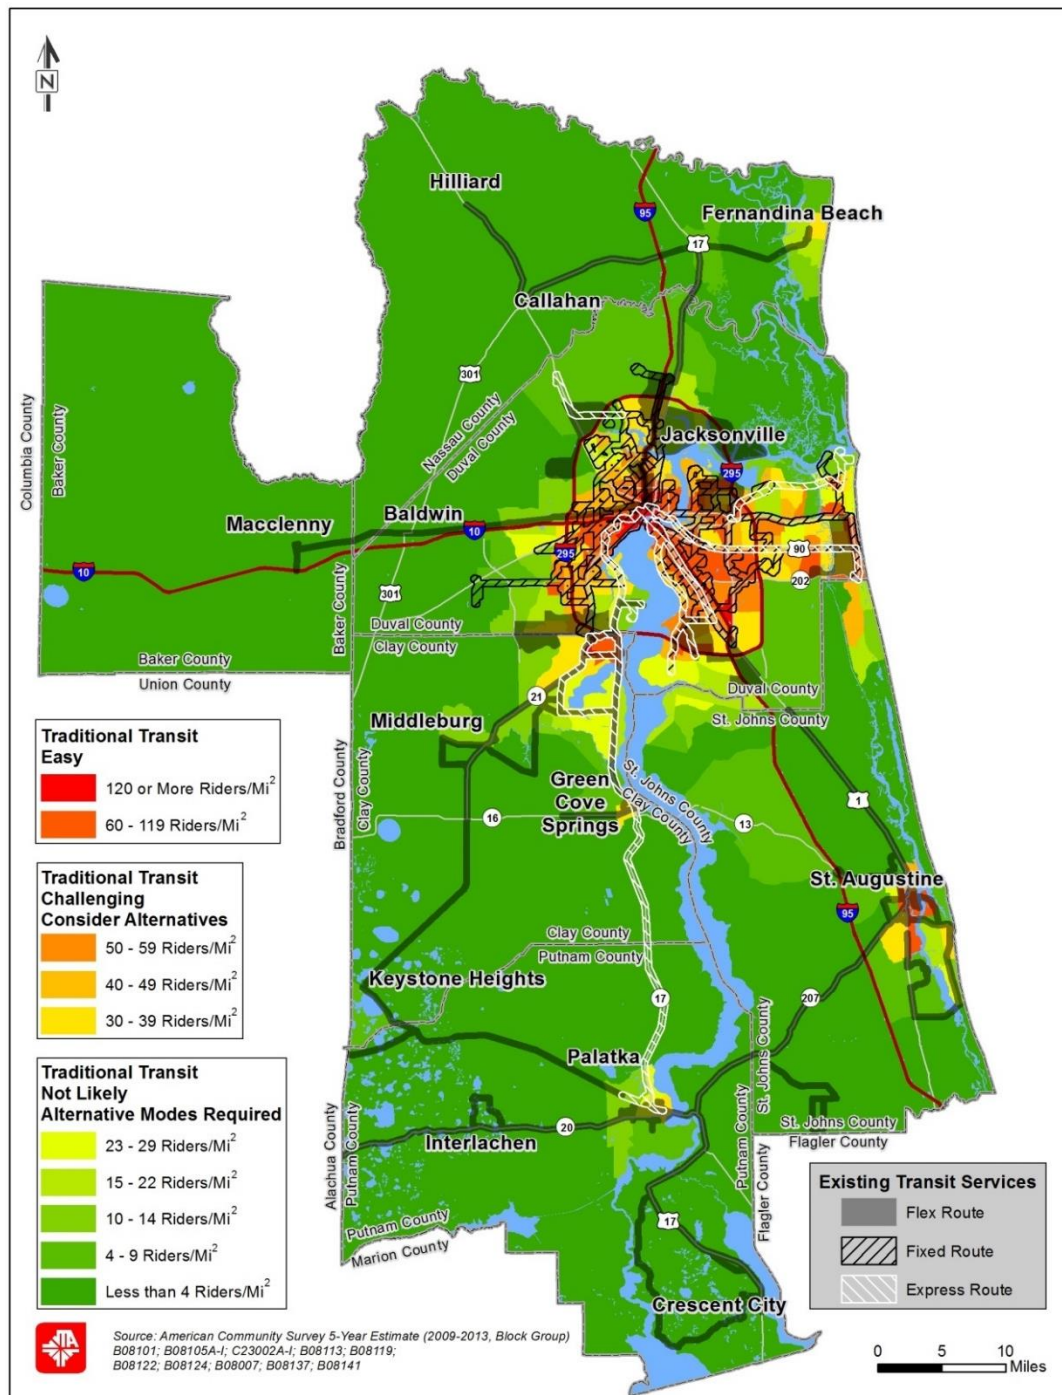 N
Hilliard
95
Fernandina Beach
17
Callahan
301
Nassau County
Duval County
Jacksonville
295
Columbia County
Baker County
Macclenny
Baldwin
10
10
295
90
202
301
Baker County
Duval County
Duval County
Clay County
Baker County
Union County
21
Duval County
St. Johns County
Middleburg
Bradford County
Clay County
Green
Cove
Springs
St. Johns County
Clay County
16
13
1
St. Augustine
95
Clay County
Putnam County
Keystone Heights
17
207
Palatka
St. Johns County
Putnam County
20
Interlachen
St. Johns County
Flagler County
Alachua County
Putnam County
Putnam County
Flagler County
17
Putnam County
Marion County
Crescent City
Traditional Transit
Easy
120 or More Riders/Mi²
60 - 119 Riders/Mi²
Traditional Transit
Challenging
Consider Alternatives
50 - 59 Riders/Mi²
40 - 49 Riders/Mi²
30 - 39 Riders/Mi²
Traditional Transit
Not Likely
Alternative Modes Required
23 - 29 Riders/Mi²
15 - 22 Riders/Mi²
10 - 14 Riders/Mi²
4 - 9 Riders/Mi²
Less than 4 Riders/Mi²
Existing Transit Services
Flex Route
Fixed Route
Express Route
JTA
Source: American Community Survey 5-Year Estimate (2009-2013, Block Group)
B08101; B08105A-I; C23002A-I; B08113; B08119;
B08122; B08124; B08007; B08137; B08141
0 5 10
Miles